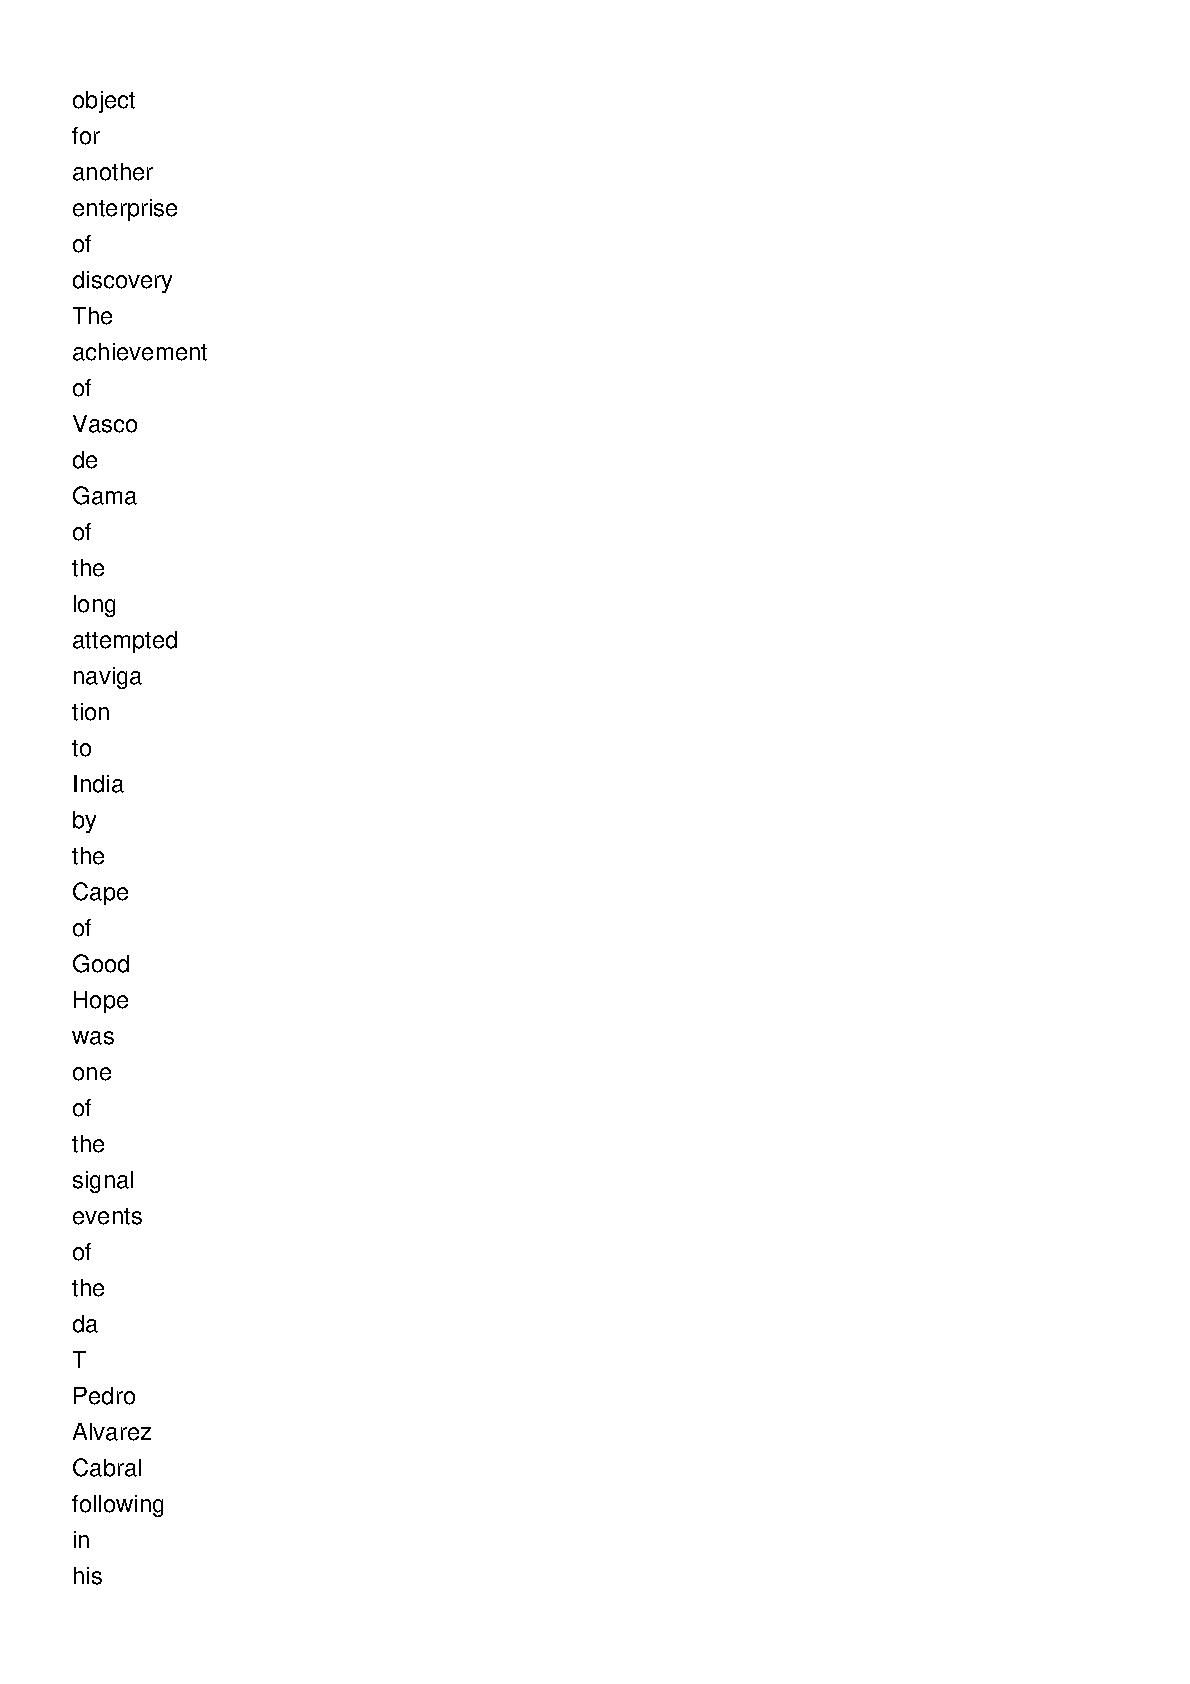 object
for
another
enterprise
of
discovery
The
achievement
of
Vasco
de
Gama
of
the
long
attempted
naviga
tion
to
India
by
the
Cape
of
Good
Hope
was
one
of
the
signal
events
of
the
da
T
Pedro
Alvarez
Cabral
following
in
his